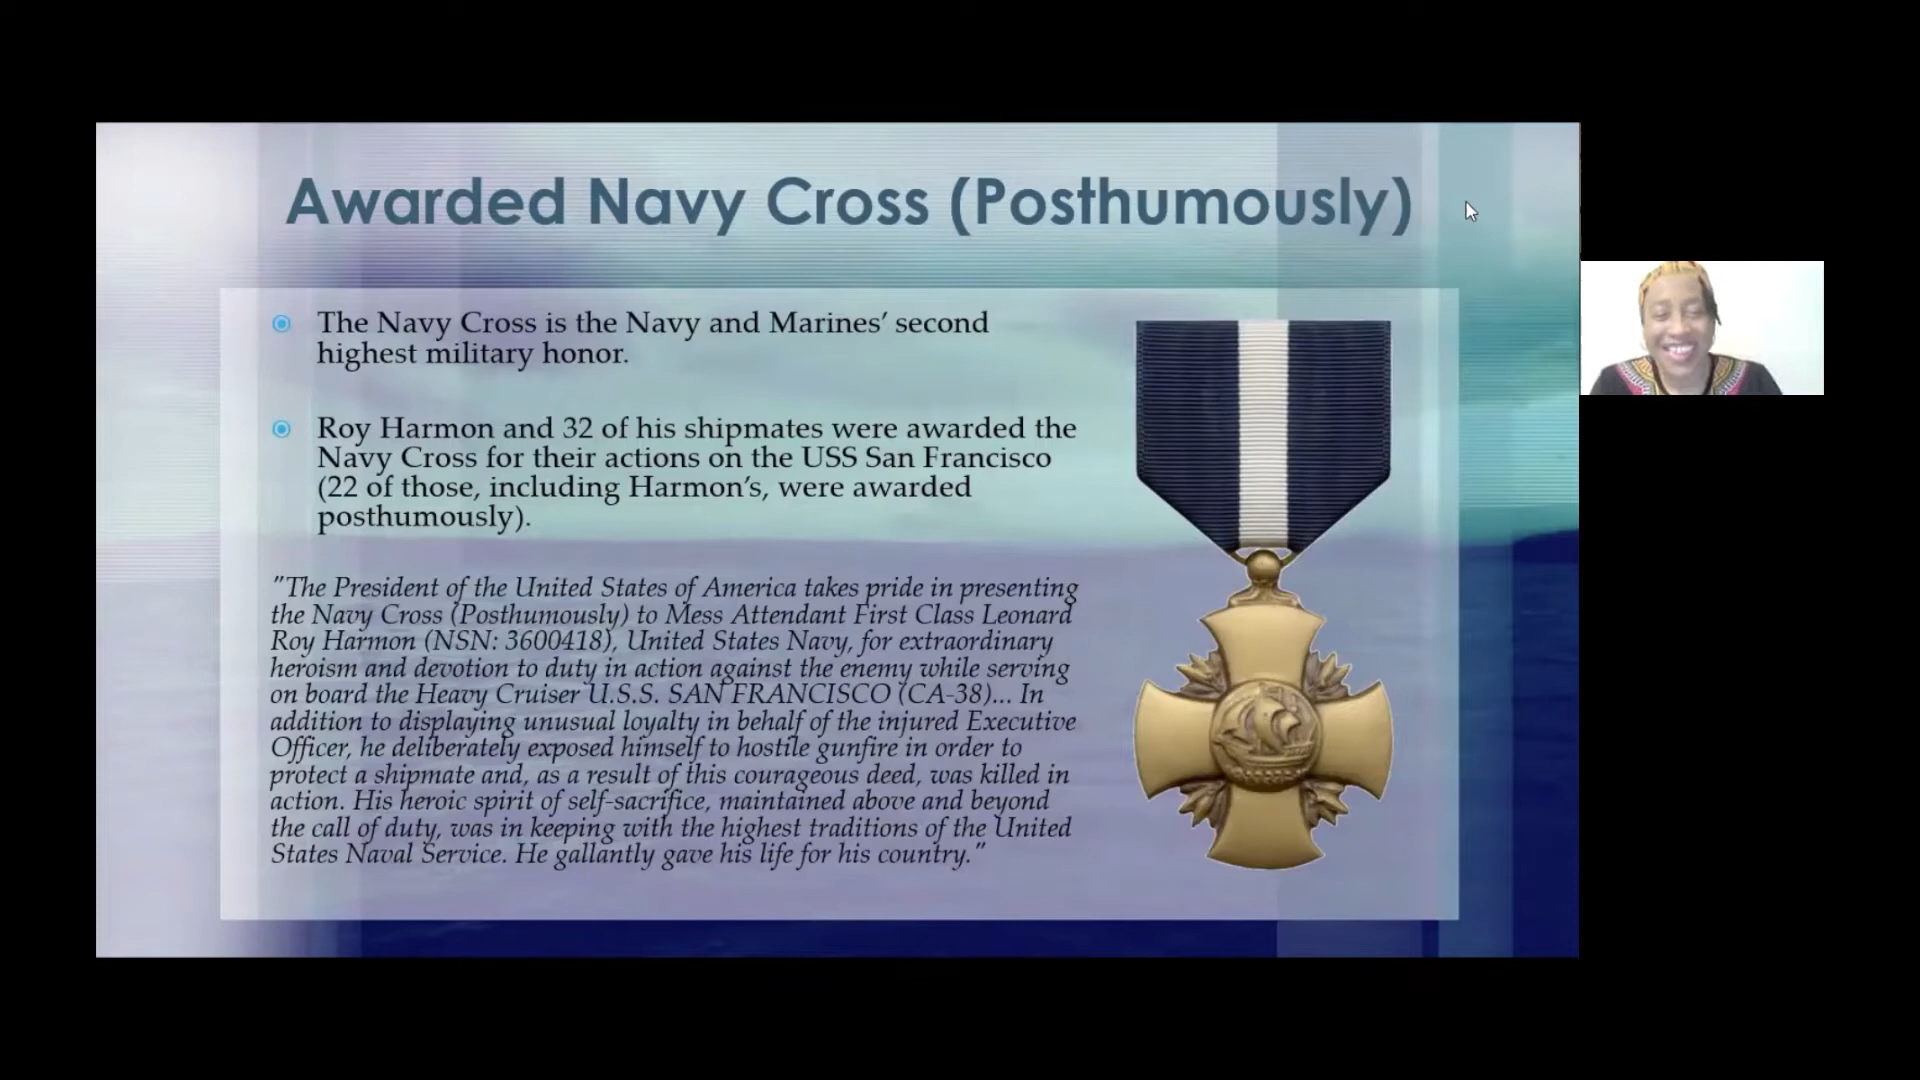 Awarded Navy Cross (Posthumously)
The Navy Cross is the Navy and Marines’ second
highest military honor.
Roy Harmon and 32 of his shipmates were awarded the
Navy Cross for their actions on the USS San Francisco
(22 of those, including Harmon’s, were awarded
posthumously).
"The President of the United States of America takes pride in presenting
the Navy Cross (Posthumously) to Mess Attendant First Class Leonard
Roy Harmon (NSN: 3600418), United States Navy, for extraordinary
heroism and devotion to duty in action against the enemy while serving
on board the Heavy Cruiser U.S.S. SAN FRANCISCO (CA-38)... In
addition to displaying unusual loyalty in behalf of the injured Executive
Officer, he deliberately exposed himself to hostile gunfire in order to
protect a shipmate and, as a result of this courageous deed, was killed in
action. His heroic spirit of self-sacrifice, maintained above and beyond
the call of duty, was in keeping with the highest traditions of the United
States Naval Service. He gallantly gave his life for his country."